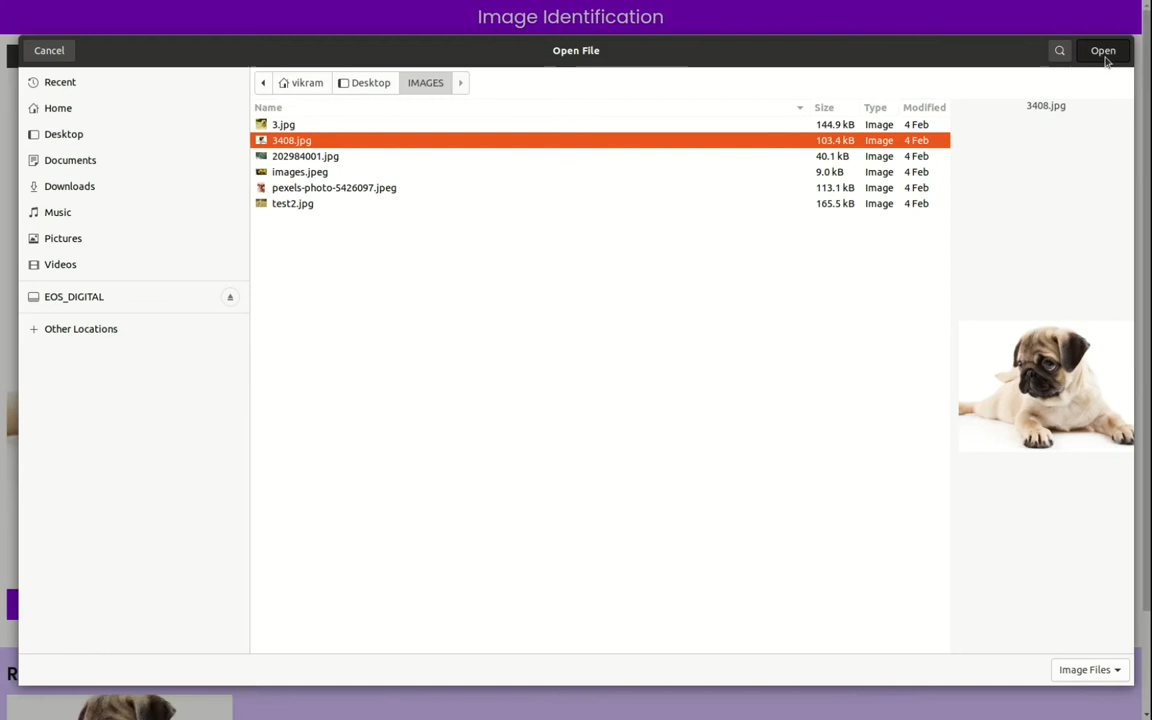 Image Identification
Cancel
Open File
Open
Recent
Home
Desktop
Documents
Downloads
Music
Pictures
Videos
EOS_DIGITAL
Other Locations
vikram Desktop IMAGES
Name Size Type Modified
3.jpg 144.9 kB Image 4 Feb
3408.jpg 103.4 kB Image 4 Feb
202984001.jpg 40.1 kB Image 4 Feb
images.jpeg 9.0 kB Image 4 Feb
pexels-photo-5426097.jpeg 113.1 kB Image 4 Feb
test2.jpg 165.5 kB Image 4 Feb
3408.jpg
Image Files
R